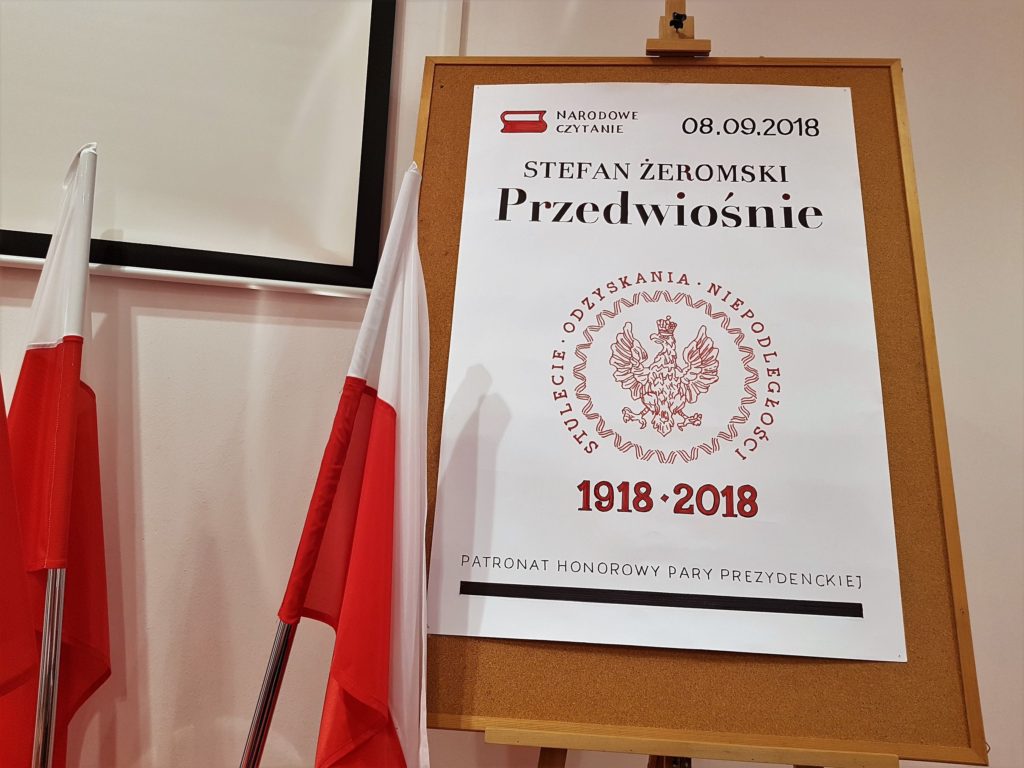 NARODOWE
CZYTANIE
08.09.2018
STEFAN ŻEROMSKI
Przedwiośnie
STULECIE · ODZYSKANIA · NIEPODLEGŁOŚCI
1918 · 2018
PATRONAT HONOROWY PARY PREZYDENCKIEJ